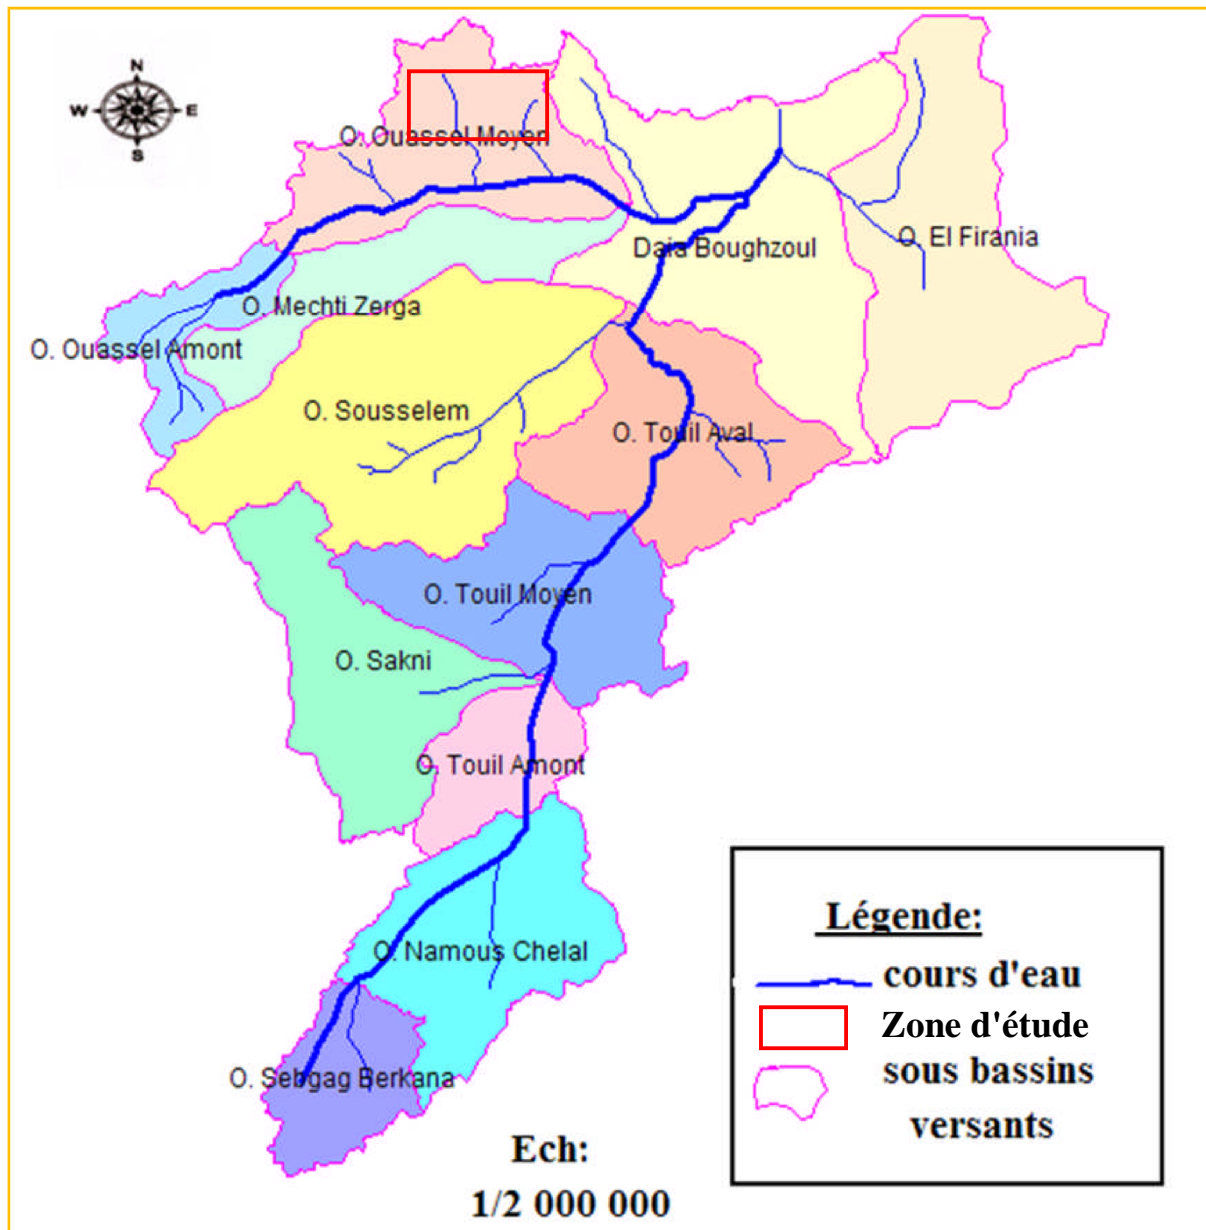 N
W
E
S
O. Ouassel Moyen
O. El Firania
Daia Boughzoul
O. Mechti Zerga
O. Ouassel Amont
O. Sousselem
O. Touil Aval
O. Touil Moyen
O. Sakni
O. Touil Amont
O. Namous Chelal
O. Sebgag Berkana
Légende:
cours d'eau
Zone d'étude
sous bassins
versants
Ech:
1/2 000 000